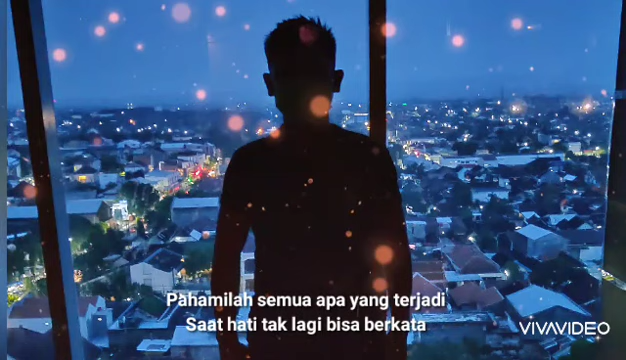 Pahamilah semua apa yang terjadi
Saat hati tak lagi bisa berkata
VIVAVIDEO